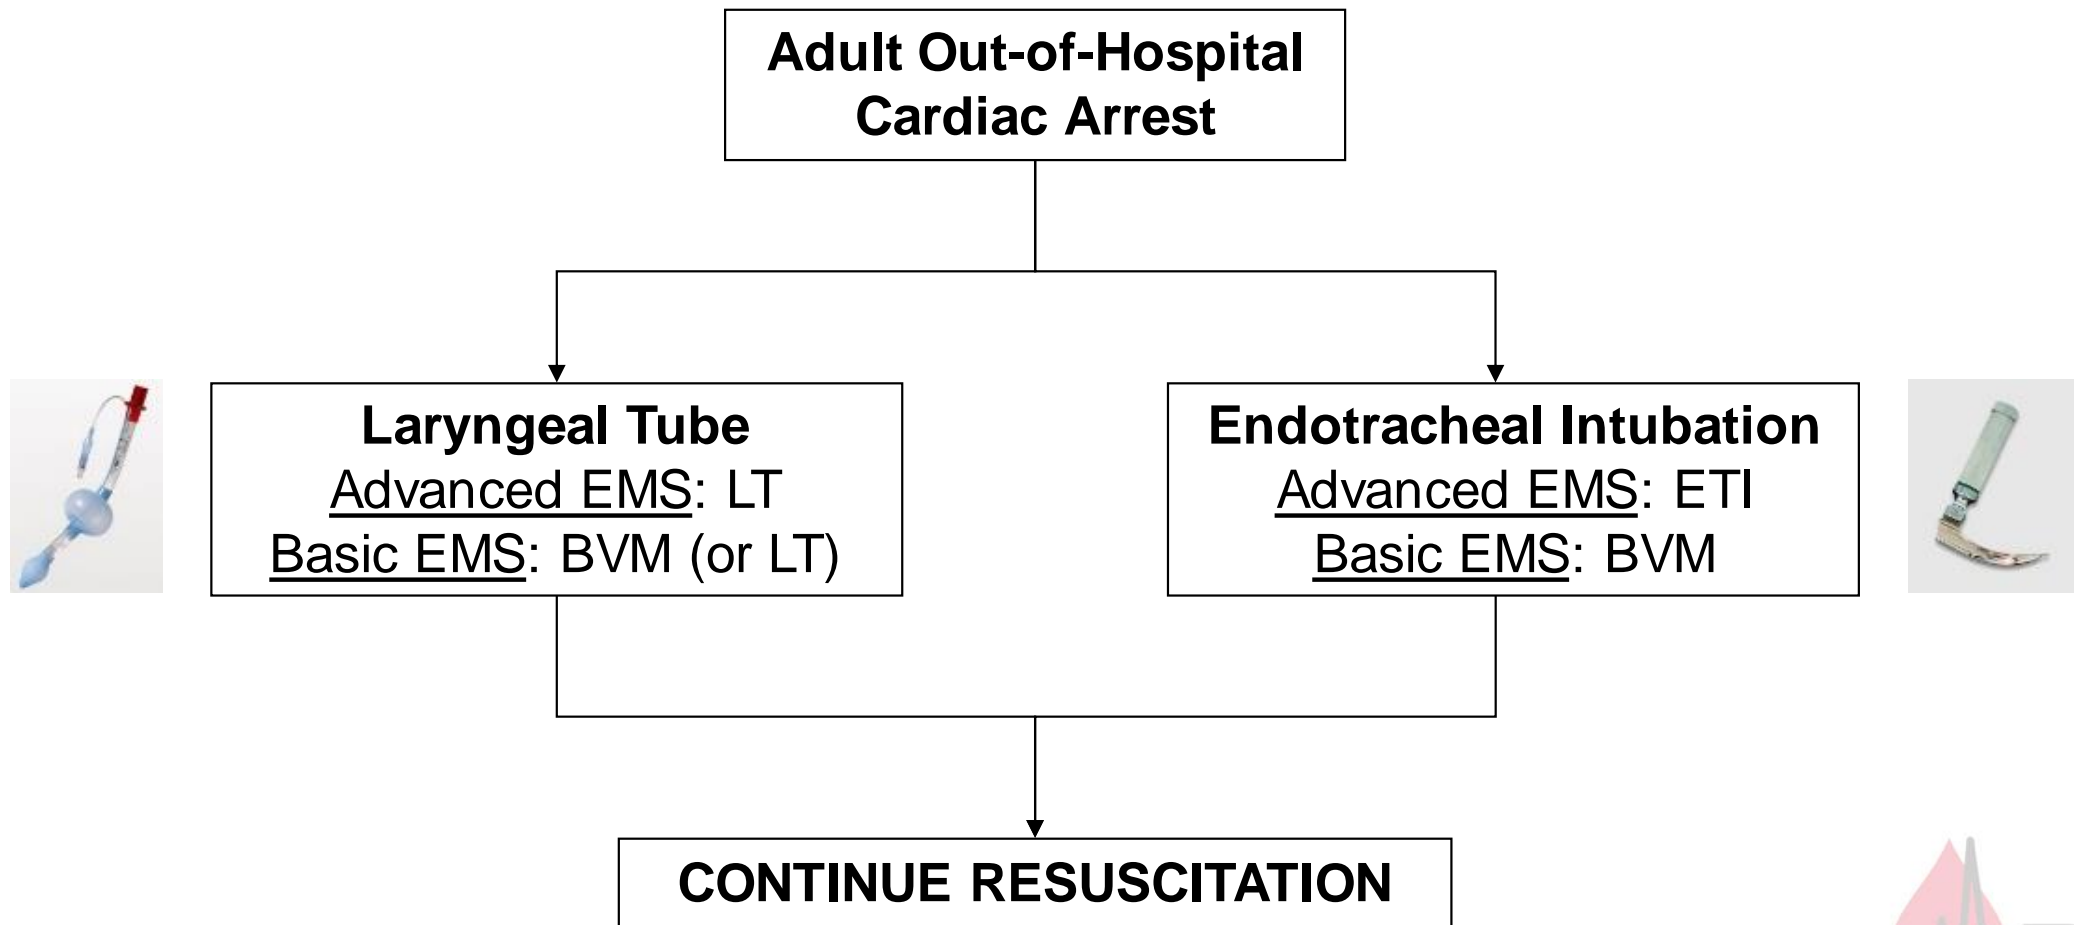 Adult Out-of-Hospital
Cardiac Arrest
Laryngeal Tube
Advanced EMS: LT
Basic EMS: BVM (or LT)
Endotracheal Intubation
Advanced EMS: ETI
Basic EMS: BVM
CONTINUE RESUSCITATION